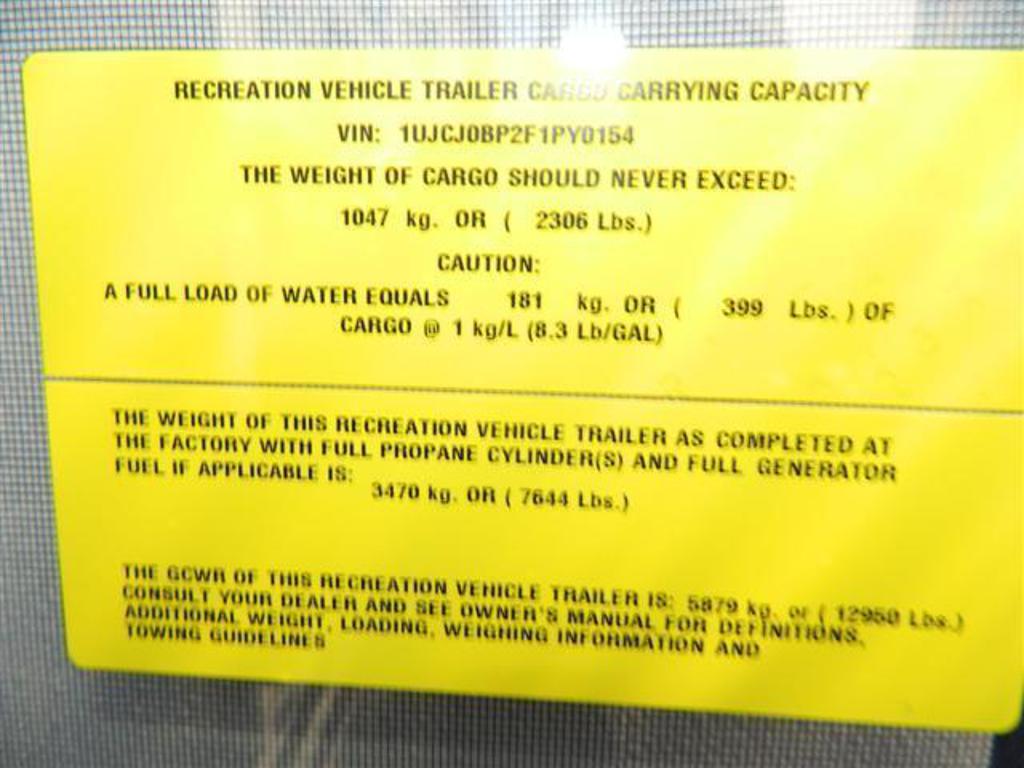 RECREATION VEHICLE TRAILER CARGO CARRYING CAPACITY
VIN: 1UJCJ0BP2F1PY0154
THE WEIGHT OF CARGO SHOULD NEVER EXCEED:
1047 kg. OR ( 2306 Lbs.)
CAUTION:
A FULL LOAD OF WATER EQUALS 181 kg. OR ( 399 Lbs. ) OF
CARGO @ 1 kg/L (8.3 Lb/GAL)
THE WEIGHT OF THIS RECREATION VEHICLE TRAILER AS COMPLETED AT
THE FACTORY WITH FULL PROPANE CYLINDER(S) AND FULL GENERATOR
FUEL IF APPLICABLE IS:
3470 kg. OR ( 7644 Lbs.)
THE GCWR OF THIS RECREATION VEHICLE TRAILER IS: 5879 kg. or ( 12950 Lbs.)
CONSULT YOUR DEALER AND SEE OWNER'S MANUAL FOR DEFINITIONS,
ADDITIONAL WEIGHT, LOADING, WEIGHING INFORMATION AND
TOWING GUIDELINES